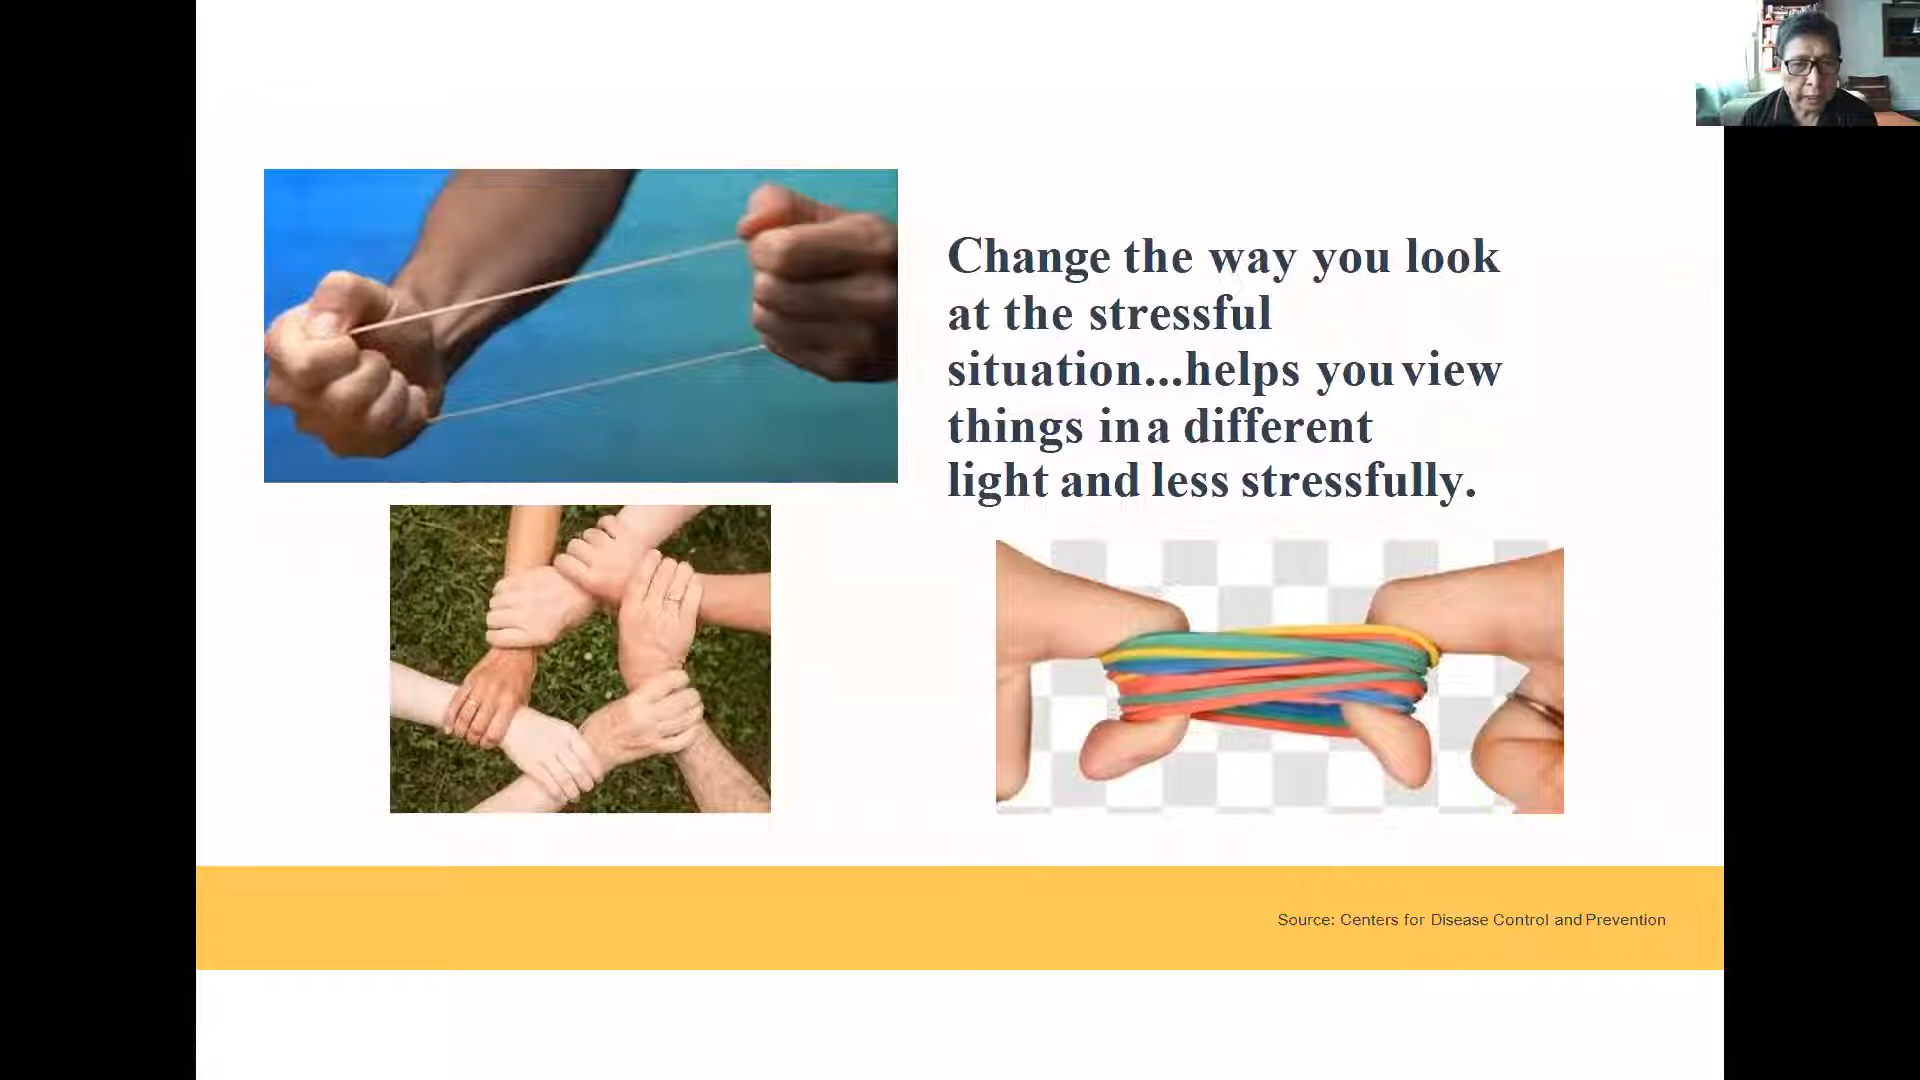 Change the way you look
at the stressful
situation...helps you view
things in a different
light and less stressfully.
Source: Centers for Disease Control and Prevention